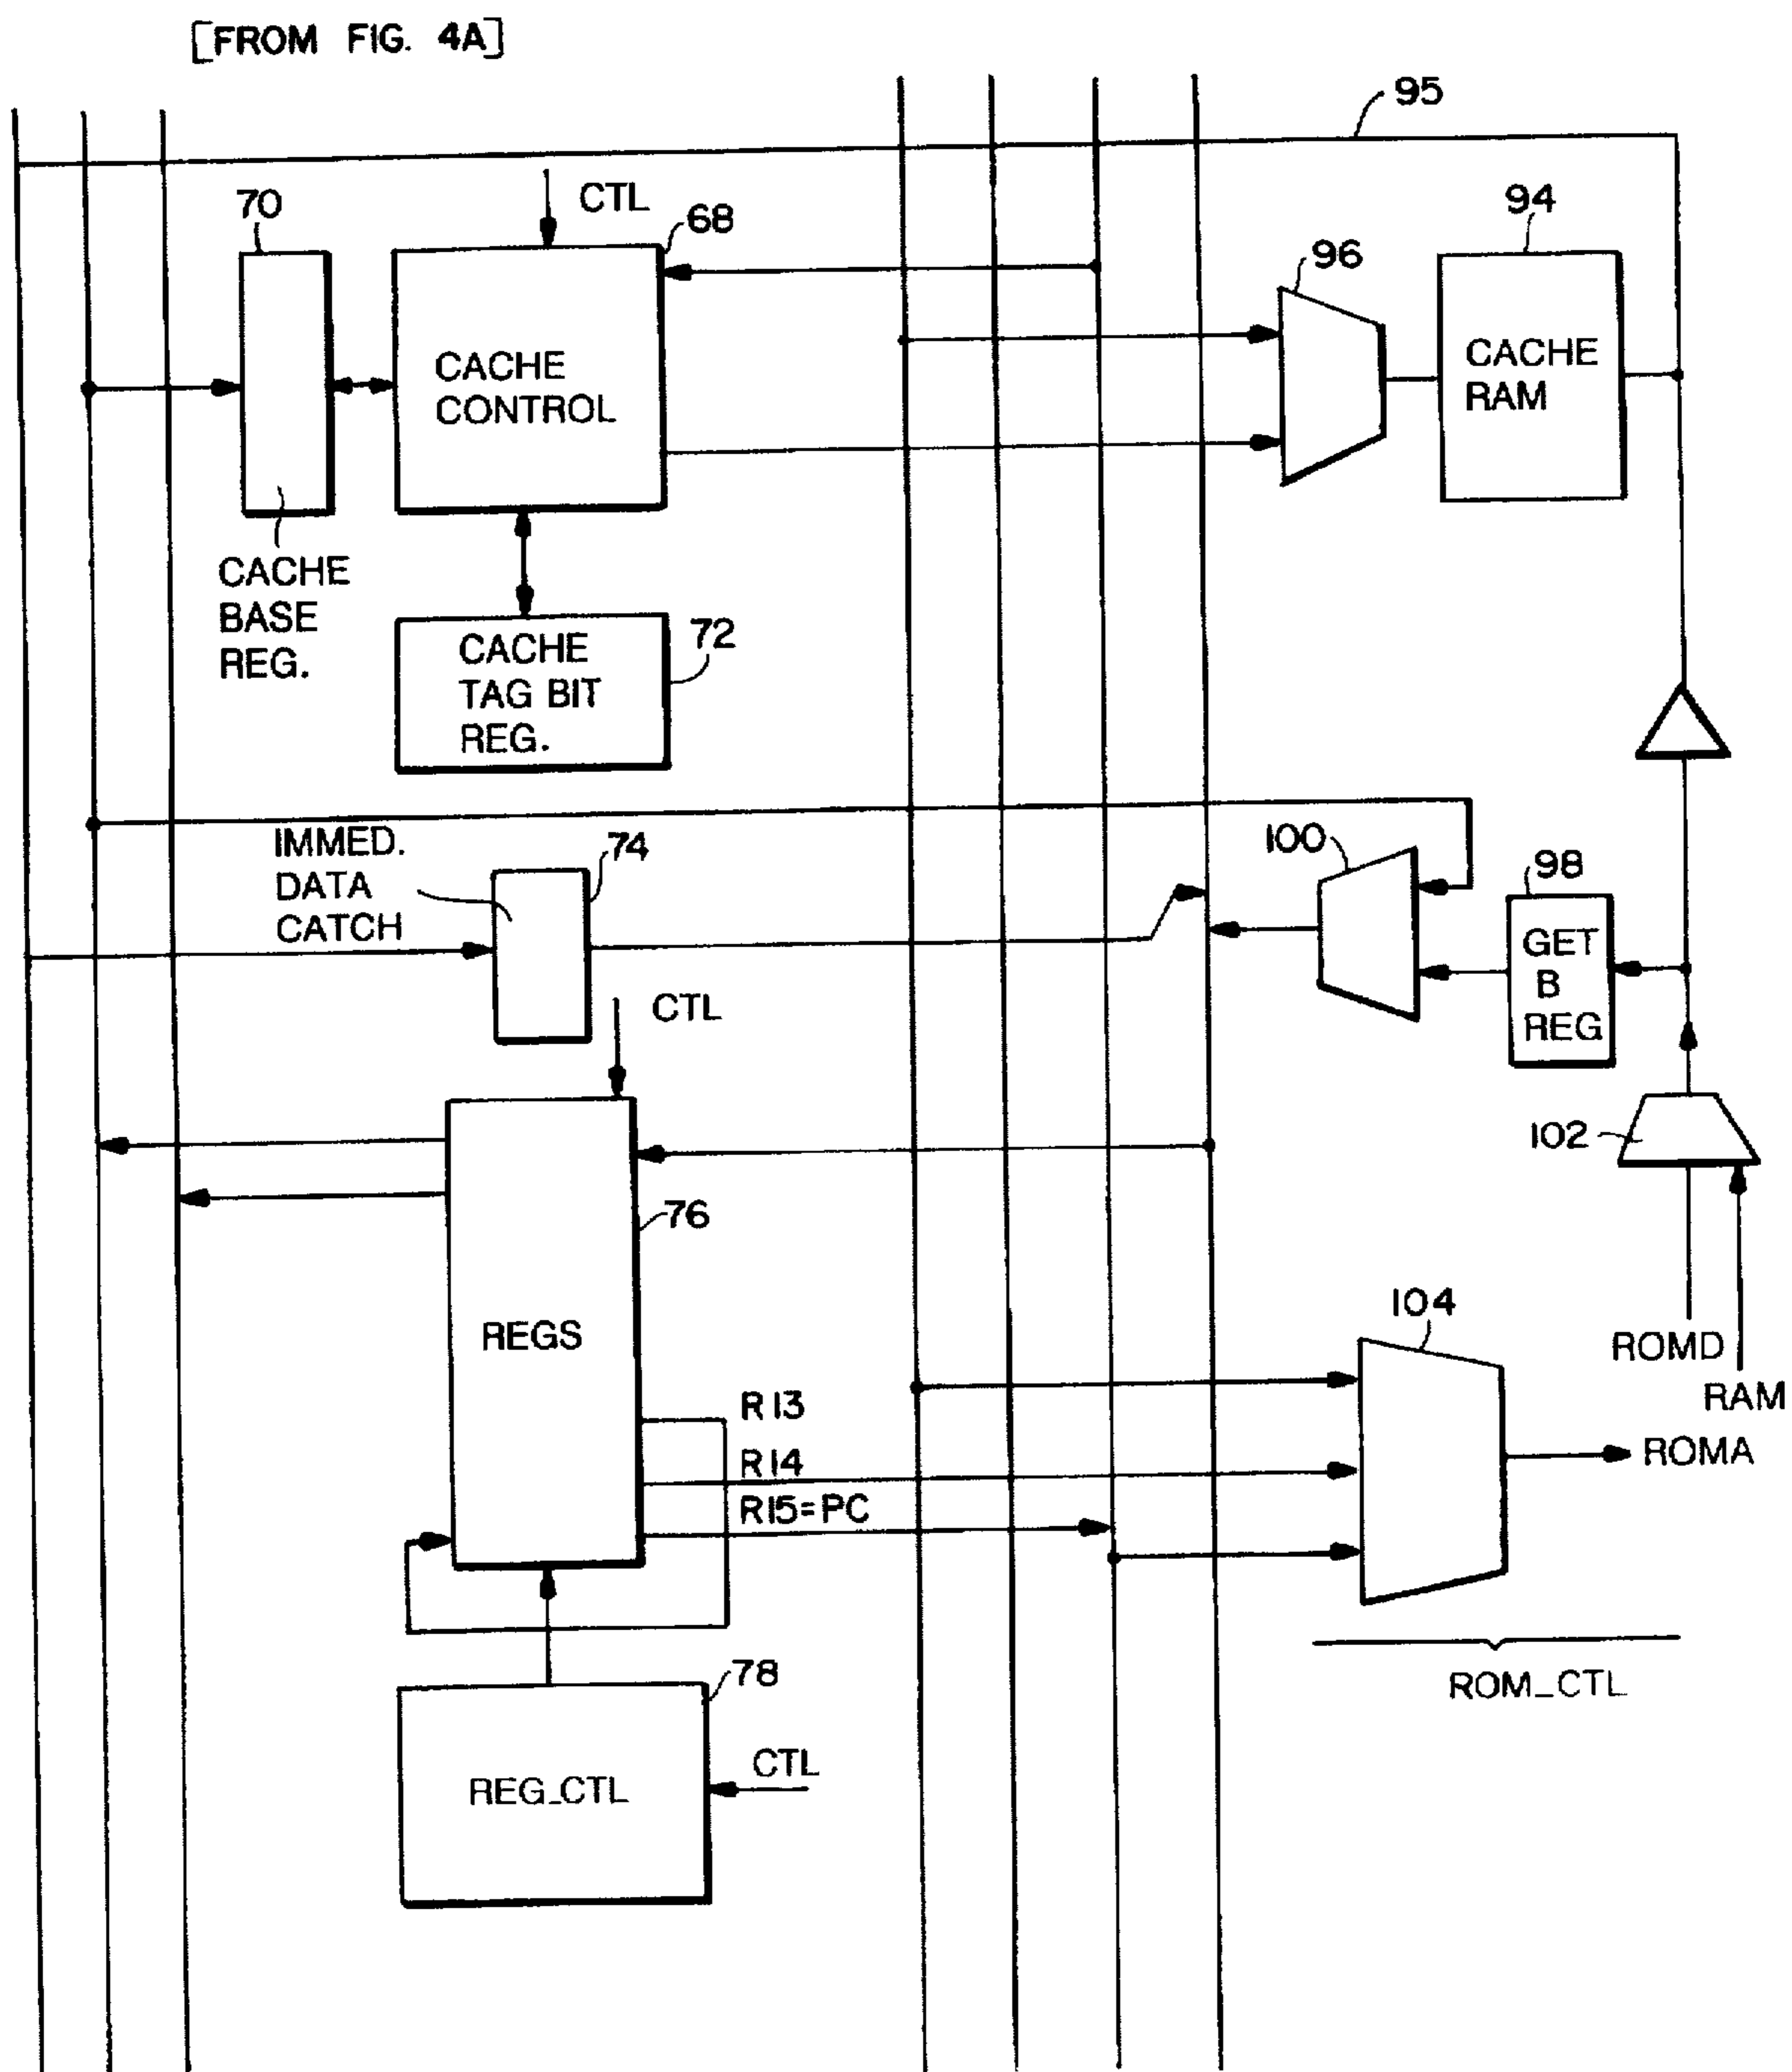 [FROM FIG. 4A]
95
70
CTL
68
94
96
CACHE
CONTROL
CACHE
RAM
CACHE
BASE
REG.
CACHE
TAG BIT
REG.
72
IMMED.
DATA
CATCH
74
100
98
GET
B
REG
CTL
102
76
REGS
104
ROMD
RAM
R13
R14
R15=PC
ROMA
ROM_CTL
78
REG_CTL
CTL